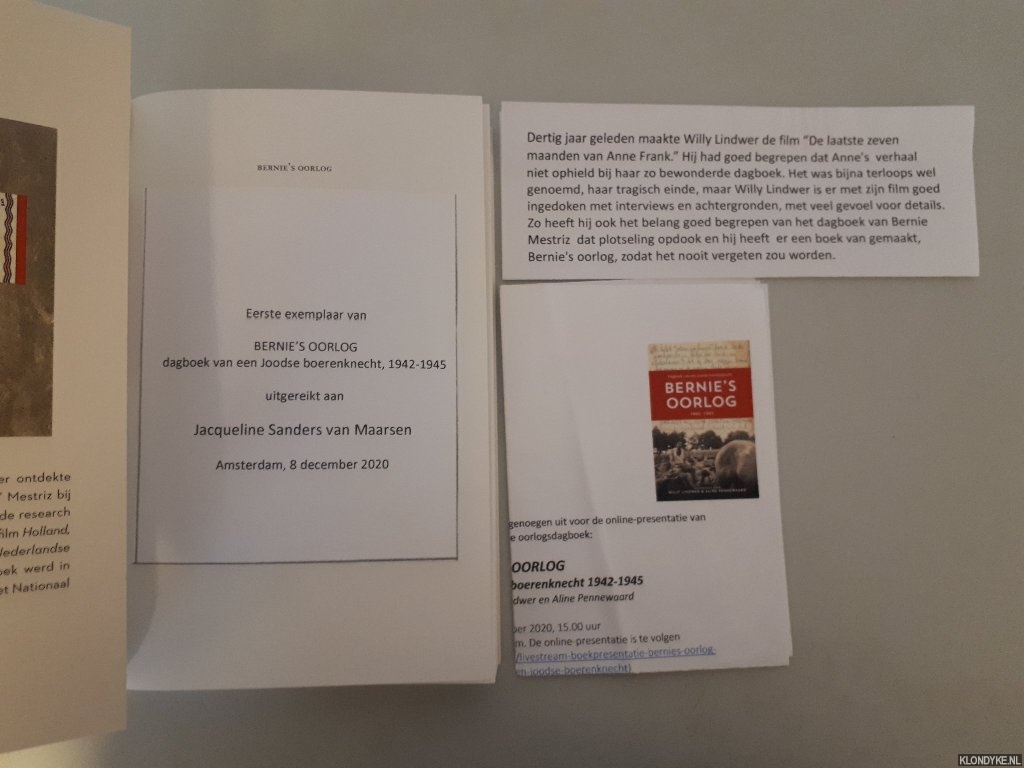 er ontdekte
Mestriz bij
de research
film Holland,
Nederlandse
oek werd in
et Nationaal
BERNIE'S OORLOG
Eerste exemplaar van
BERNIE'S OORLOG
dagboek van een Joodse boerenknecht, 1942-1945
uitgereikt aan
Jacqueline Sanders van Maarsen
Amsterdam, 8 december 2020
Dertig jaar geleden maakte Willy Lindwer de film “De laatste zeven
maanden van Anne Frank.” Hij had goed begrepen dat Anne's verhaal
niet ophield bij haar zo bewonderde dagboek. Het was bijna terloops wel
genoemd, haar tragisch einde, maar Willy Lindwer is er met zijn film goed
ingedoken met interviews en achtergronden, met veel gevoel voor details.
Zo heeft hij ook het belang goed begrepen van het dagboek van Bernie
Mestriz dat plotseling opdook en hij heeft er een boek van gemaakt,
Bernie's oorlog, zodat het nooit vergeten zou worden.
BERNIE'S
OORLOG
WILLY LINDWER & ALINE PENNEWAARD
genoegen uit voor de online-presentatie van
e oorlogsdagboek:
OORLOG
boerenknecht 1942-1945
dwer en Aline Pennewaard
ber 2020, 15.00 uur
m. De online-presentatie is te volgen
/livestream-boekpresentatie-bernies-oorlog-
en-joodse-boerenknecht)
KLONDYKE.NL